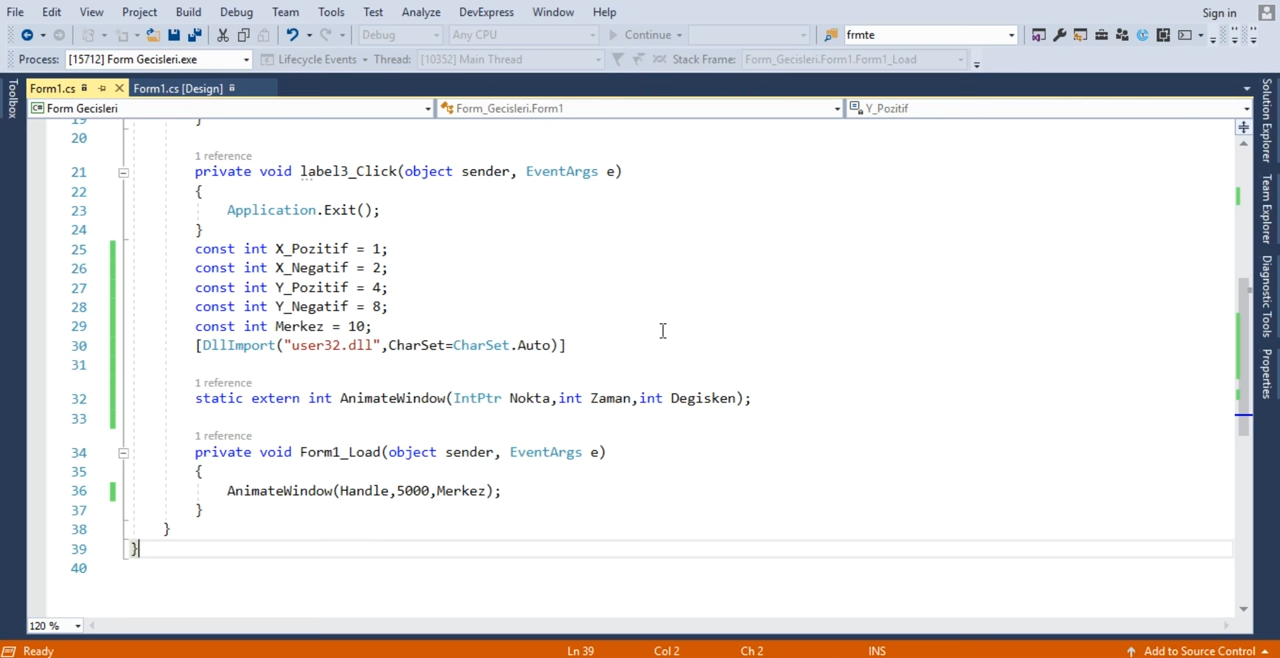 File Edit View Project Build Debug Team Tools Test Analyze DevExpress Window Help Sign in
Debug Any CPU Continue frmte
Process: [15712] Form Gecisleri.exe Lifecycle Events Thread: [10352] Main Thread Stack Frame: Form_Gecisleri.Form1.Form1_Load
Toolbox
Form1.cs Form1.cs [Design]
Form Gecisleri Form_Gecisleri.Form1 Y_Pozitif
19 }
20
1 reference
21 private void label3_Click(object sender, EventArgs e)
22 {
23 Application.Exit();
24 }
25 const int X_Pozitif = 1;
26 const int X_Negatif = 2;
27 const int Y_Pozitif = 4;
28 const int Y_Negatif = 8;
29 const int Merkez = 10;
30 [DllImport("user32.dll",CharSet=CharSet.Auto)]
31
1 reference
32 static extern int AnimateWindow(IntPtr Nokta,int Zaman,int Degisken);
33
1 reference
34 private void Form1_Load(object sender, EventArgs e)
35 {
36 AnimateWindow(Handle,5000,Merkez);
37 }
38 }
39 }
40
120 %
Solution Explorer
Team Explorer
Diagnostic Tools
Properties
Ready Ln 39 Col 2 Ch 2 INS Add to Source Control